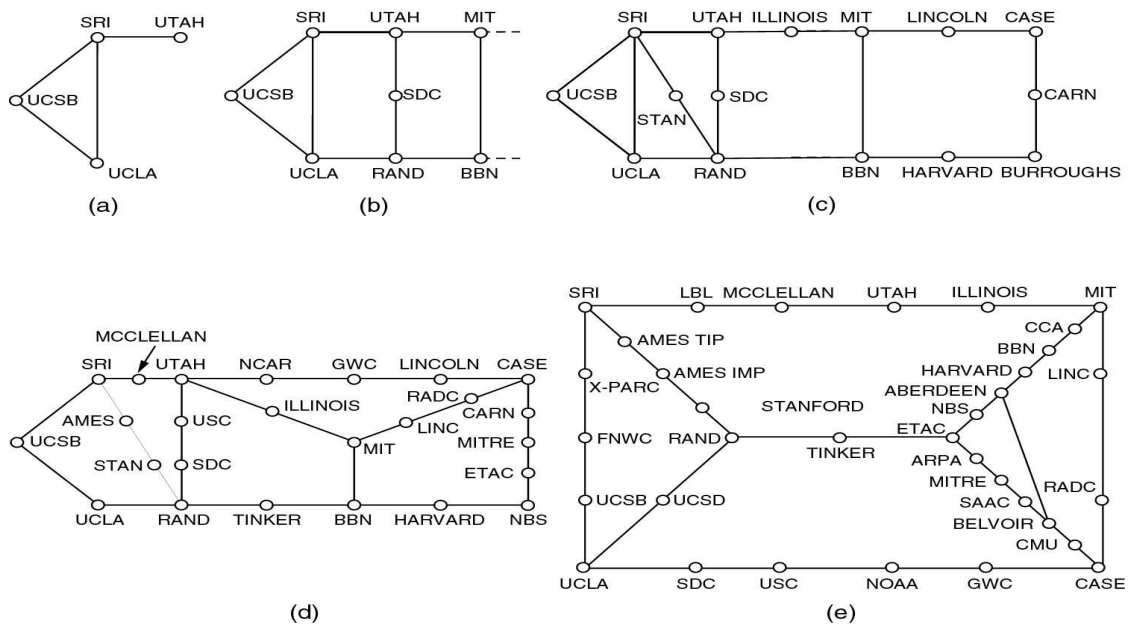 SRI UTAH
UCSB
UCLA
(a)
SRI UTAH MIT
UCSB SDC
UCLA RAND BBN
(b)
SRI UTAH ILLINOIS MIT LINCOLN CASE
UCSB STAN SDC CARN
UCLA RAND BBN HARVARD BURROUGHS
(c)
MCCLELLAN
SRI UTAH NCAR GWC LINCOLN CASE
RADC
ILLINOIS CARN
AMES USC LINC
UCSB MIT MITRE
STAN SDC ETAC
UCLA RAND TINKER BBN HARVARD NBS
(d)
SRI LBL MCCLELLAN UTAH ILLINOIS MIT
CCA
AMES TIP
BBN
AMES IMP HARVARD LINC
X-PARC ABERDEEN
STANFORD NBS
FNWC RAND ETAC
TINKER
ARPA
MITRE
UCSB UCSD SAAC RADC
BELVOIR
CMU
UCLA SDC USC NOAA GWC CASE
(e)